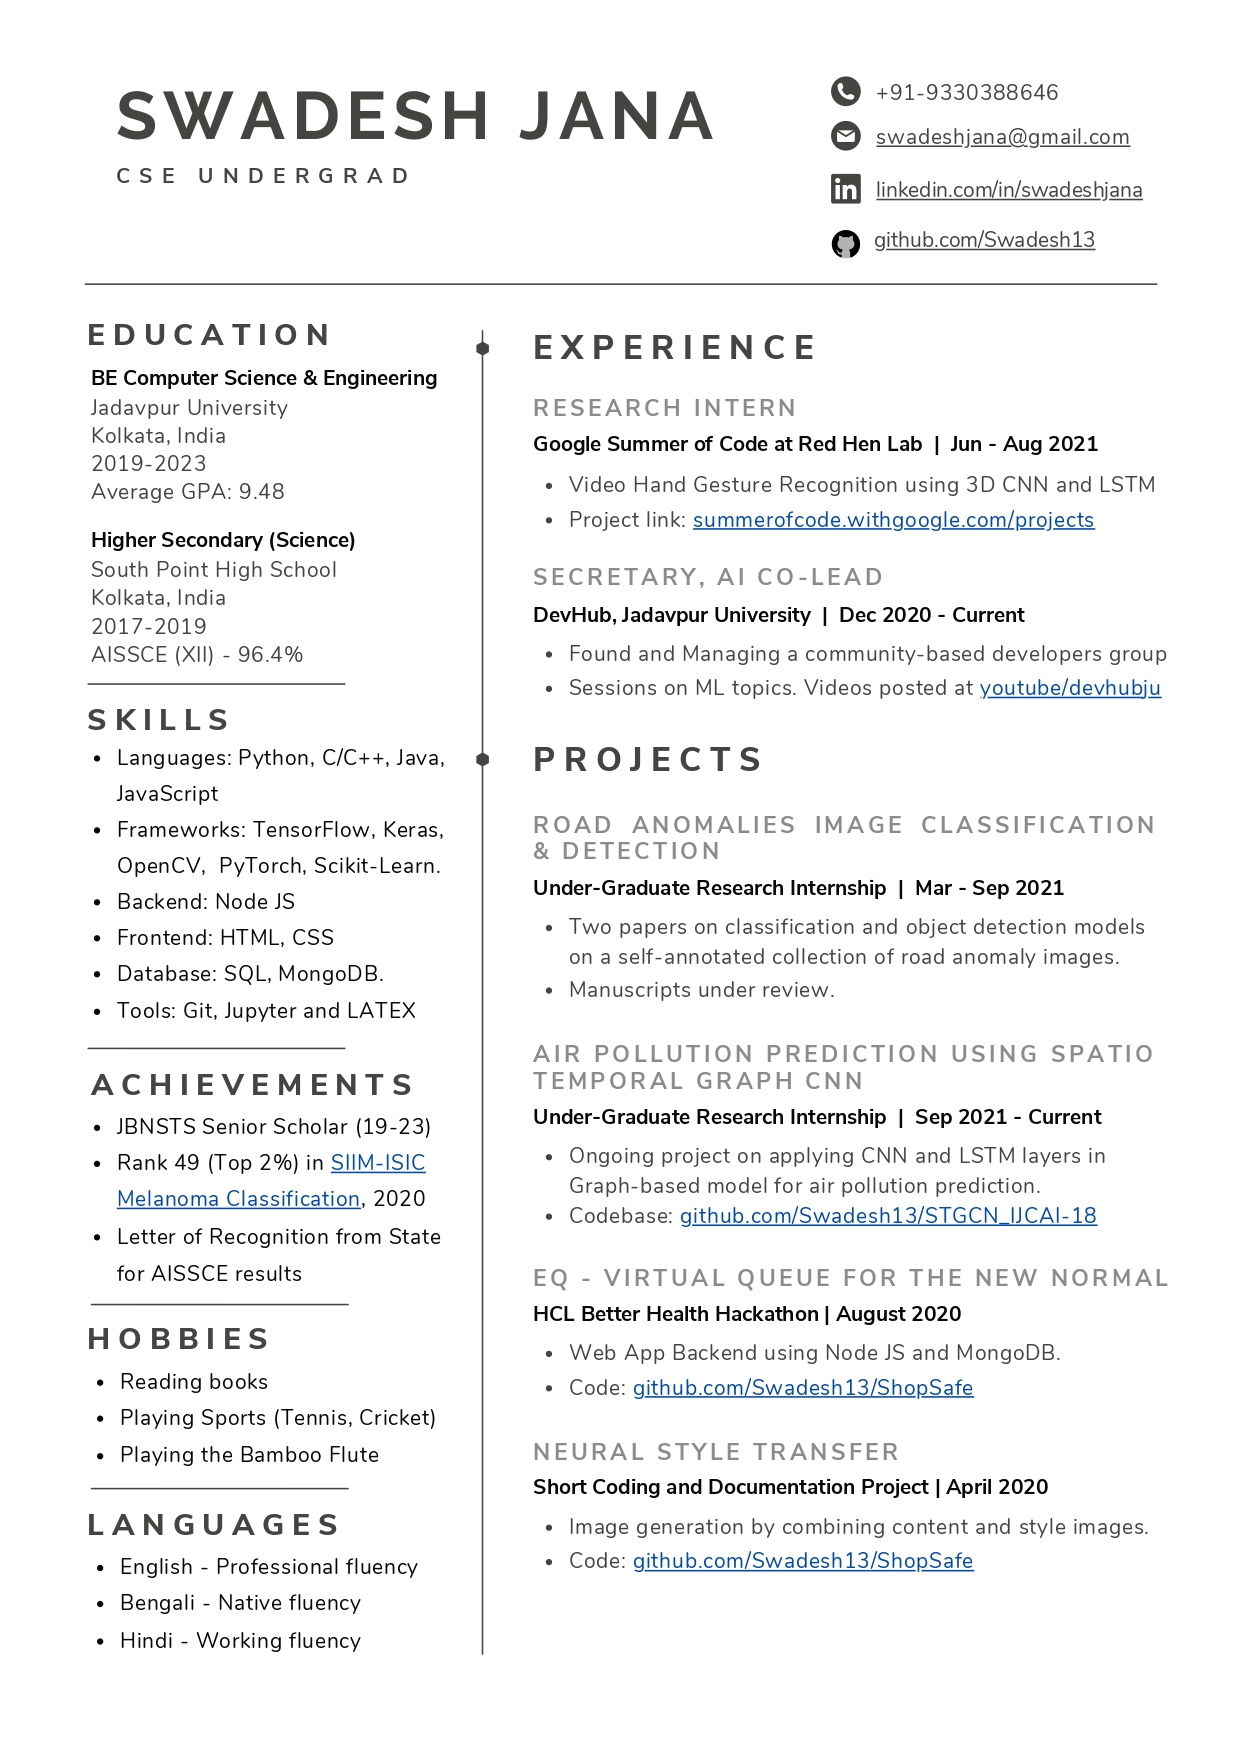 SWADESH JANA
CSE UNDERGRAD
+91-9330388646
swadeshjana@gmail.com
linkedin.com/in/swadeshjana
github.com/Swadesh13
EDUCATION
BE Computer Science & Engineering
Jadavpur University
Kolkata, India
2019-2023
Average GPA: 9.48
Higher Secondary (Science)
South Point High School
Kolkata, India
2017-2019
AISSCE (XII) - 96.4%
SKILLS
• Languages: Python, C/C++, Java,
JavaScript
• Frameworks: TensorFlow, Keras,
OpenCV, PyTorch, Scikit-Learn.
• Backend: Node JS
• Frontend: HTML, CSS
• Database: SQL, MongoDB.
• Tools: Git, Jupyter and LATEX
ACHIEVEMENTS
• JBNSTS Senior Scholar (19-23)
• Rank 49 (Top 2%) in SIIM-ISIC
Melanoma Classification, 2020
• Letter of Recognition from State
for AISSCE results
HOBBIES
• Reading books
• Playing Sports (Tennis, Cricket)
• Playing the Bamboo Flute
LANGUAGES
• English - Professional fluency
• Bengali - Native fluency
• Hindi - Working fluency
EXPERIENCE
RESEARCH INTERN
Google Summer of Code at Red Hen Lab | Jun - Aug 2021
• Video Hand Gesture Recognition using 3D CNN and LSTM
• Project link: summerofcode.withgoogle.com/projects
SECRETARY, AI CO-LEAD
DevHub, Jadavpur University | Dec 2020 - Current
• Found and Managing a community-based developers group
• Sessions on ML topics. Videos posted at youtube/devhubju
PROJECTS
ROAD ANOMALIES IMAGE CLASSIFICATION
& DETECTION
Under-Graduate Research Internship | Mar - Sep 2021
• Two papers on classification and object detection models
on a self-annotated collection of road anomaly images.
• Manuscripts under review.
AIR POLLUTION PREDICTION USING SPATIO
TEMPORAL GRAPH CNN
Under-Graduate Research Internship | Sep 2021 - Current
• Ongoing project on applying CNN and LSTM layers in
Graph-based model for air pollution prediction.
• Codebase: github.com/Swadesh13/STGCN_IJCAI-18
EQ - VIRTUAL QUEUE FOR THE NEW NORMAL
HCL Better Health Hackathon | August 2020
• Web App Backend using Node JS and MongoDB.
• Code: github.com/Swadesh13/ShopSafe
NEURAL STYLE TRANSFER
Short Coding and Documentation Project | April 2020
• Image generation by combining content and style images.
• Code: github.com/Swadesh13/ShopSafe